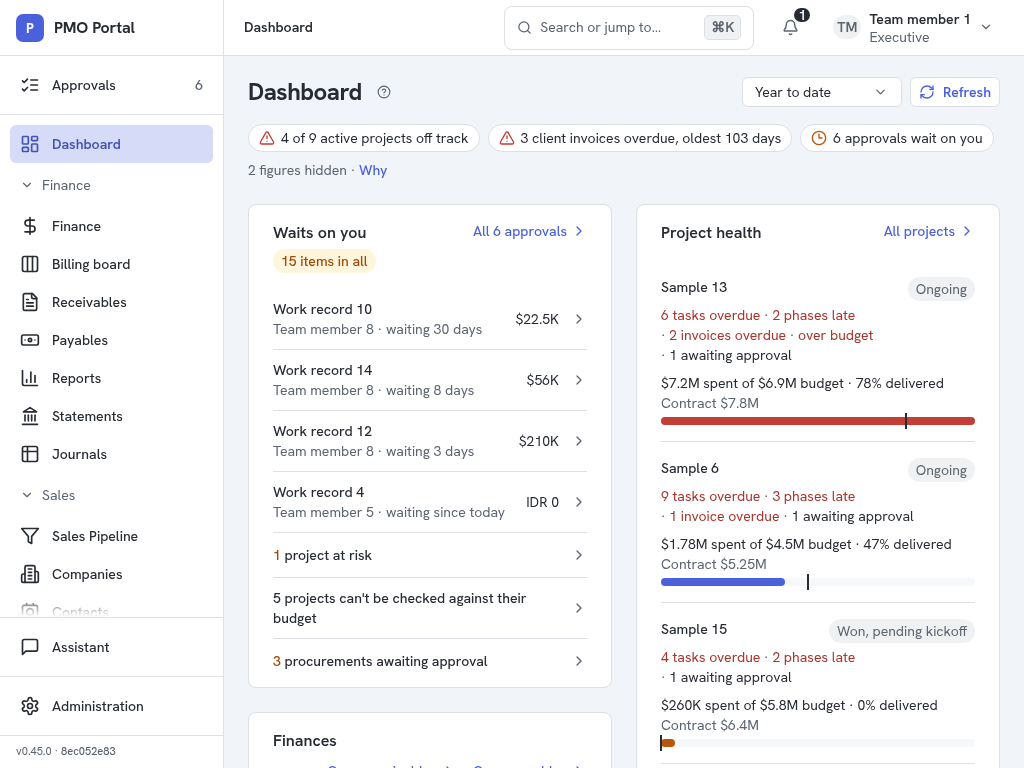 P PMO Portal
Dashboard
Search or jump to... ⌘K
1
TM Team member 1
Executive
Approvals 6
Dashboard
Finance
Finance
Billing board
Receivables
Payables
Reports
Statements
Journals
Sales
Sales Pipeline
Companies
Contacts
Assistant
Administration
v0.45.0 · 8ec052e83
Dashboard
Year to date
Refresh
4 of 9 active projects off track
3 client invoices overdue, oldest 103 days
6 approvals wait on you
2 figures hidden · Why
Waits on you
All 6 approvals
15 items in all
Work record 10
Team member 8 · waiting 30 days
$22.5K
Work record 14
Team member 8 · waiting 8 days
$56K
Work record 12
Team member 8 · waiting 3 days
$210K
Work record 4
Team member 5 · waiting since today
IDR 0
1 project at risk
5 projects can't be checked against their
budget
3 procurements awaiting approval
Finances
Project health
All projects
Sample 13
Ongoing
6 tasks overdue · 2 phases late
· 2 invoices overdue · over budget
· 1 awaiting approval
$7.2M spent of $6.9M budget · 78% delivered
Contract $7.8M
Sample 6
Ongoing
9 tasks overdue · 3 phases late
· 1 invoice overdue · 1 awaiting approval
$1.78M spent of $4.5M budget · 47% delivered
Contract $5.25M
Sample 15
Won, pending kickoff
4 tasks overdue · 2 phases late
· 1 awaiting approval
$260K spent of $5.8M budget · 0% delivered
Contract $6.4M